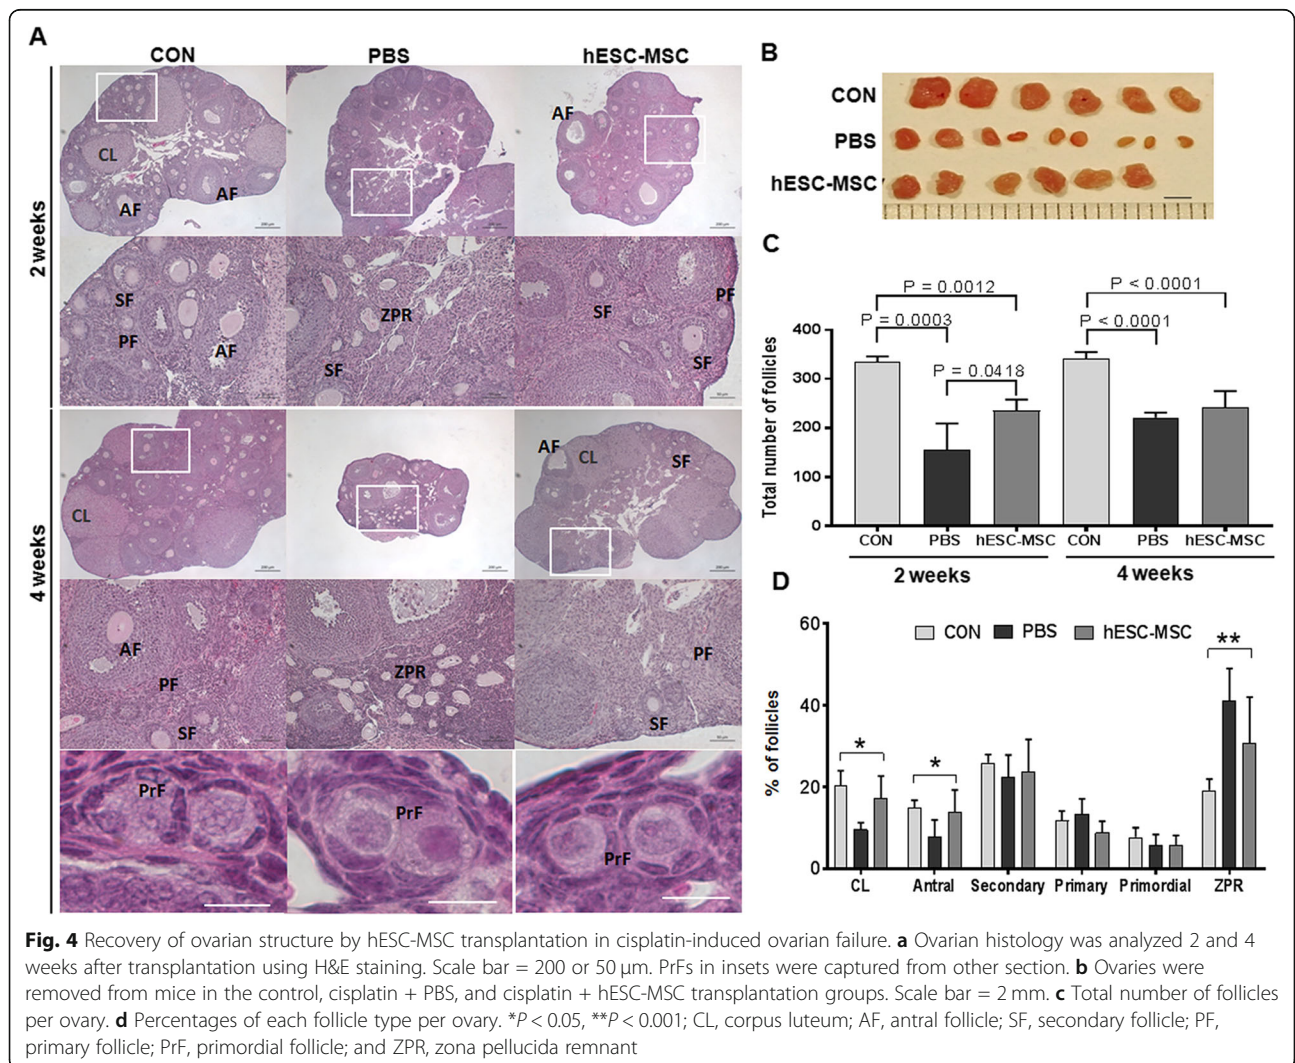 A
CON
PBS
hESC-MSC
2 weeks
CL
AF
AF
AF
SF
PF
AF
ZPR
SF
SF
PF
SF
4 weeks
CL
AF
CL
SF
AF
PF
SF
ZPR
PF
SF
PrF
PrF
PrF
B
CON
PBS
hESC-MSC
C
P = 0.0012
P = 0.0003
P = 0.0418
P < 0.0001
P < 0.0001
Total number of follicles
400
300
200
100
0
CON PBS hESC-MSC CON PBS hESC-MSC
2 weeks 4 weeks
D
% of follicles
60
40
20
0
CON PBS hESC-MSC
*
*
**
CL Antral Secondary Primary Primordial ZPR
Fig. 4 Recovery of ovarian structure by hESC-MSC transplantation in cisplatin-induced ovarian failure. a Ovarian histology was analyzed 2 and 4
weeks after transplantation using H&E staining. Scale bar = 200 or 50 μm. PrFs in insets were captured from other section. b Ovaries were
removed from mice in the control, cisplatin + PBS, and cisplatin + hESC-MSC transplantation groups. Scale bar = 2 mm. c Total number of follicles
per ovary. d Percentages of each follicle type per ovary. *P < 0.05, **P < 0.001; CL, corpus luteum; AF, antral follicle; SF, secondary follicle; PF,
primary follicle; PrF, primordial follicle; and ZPR, zona pellucida remnant